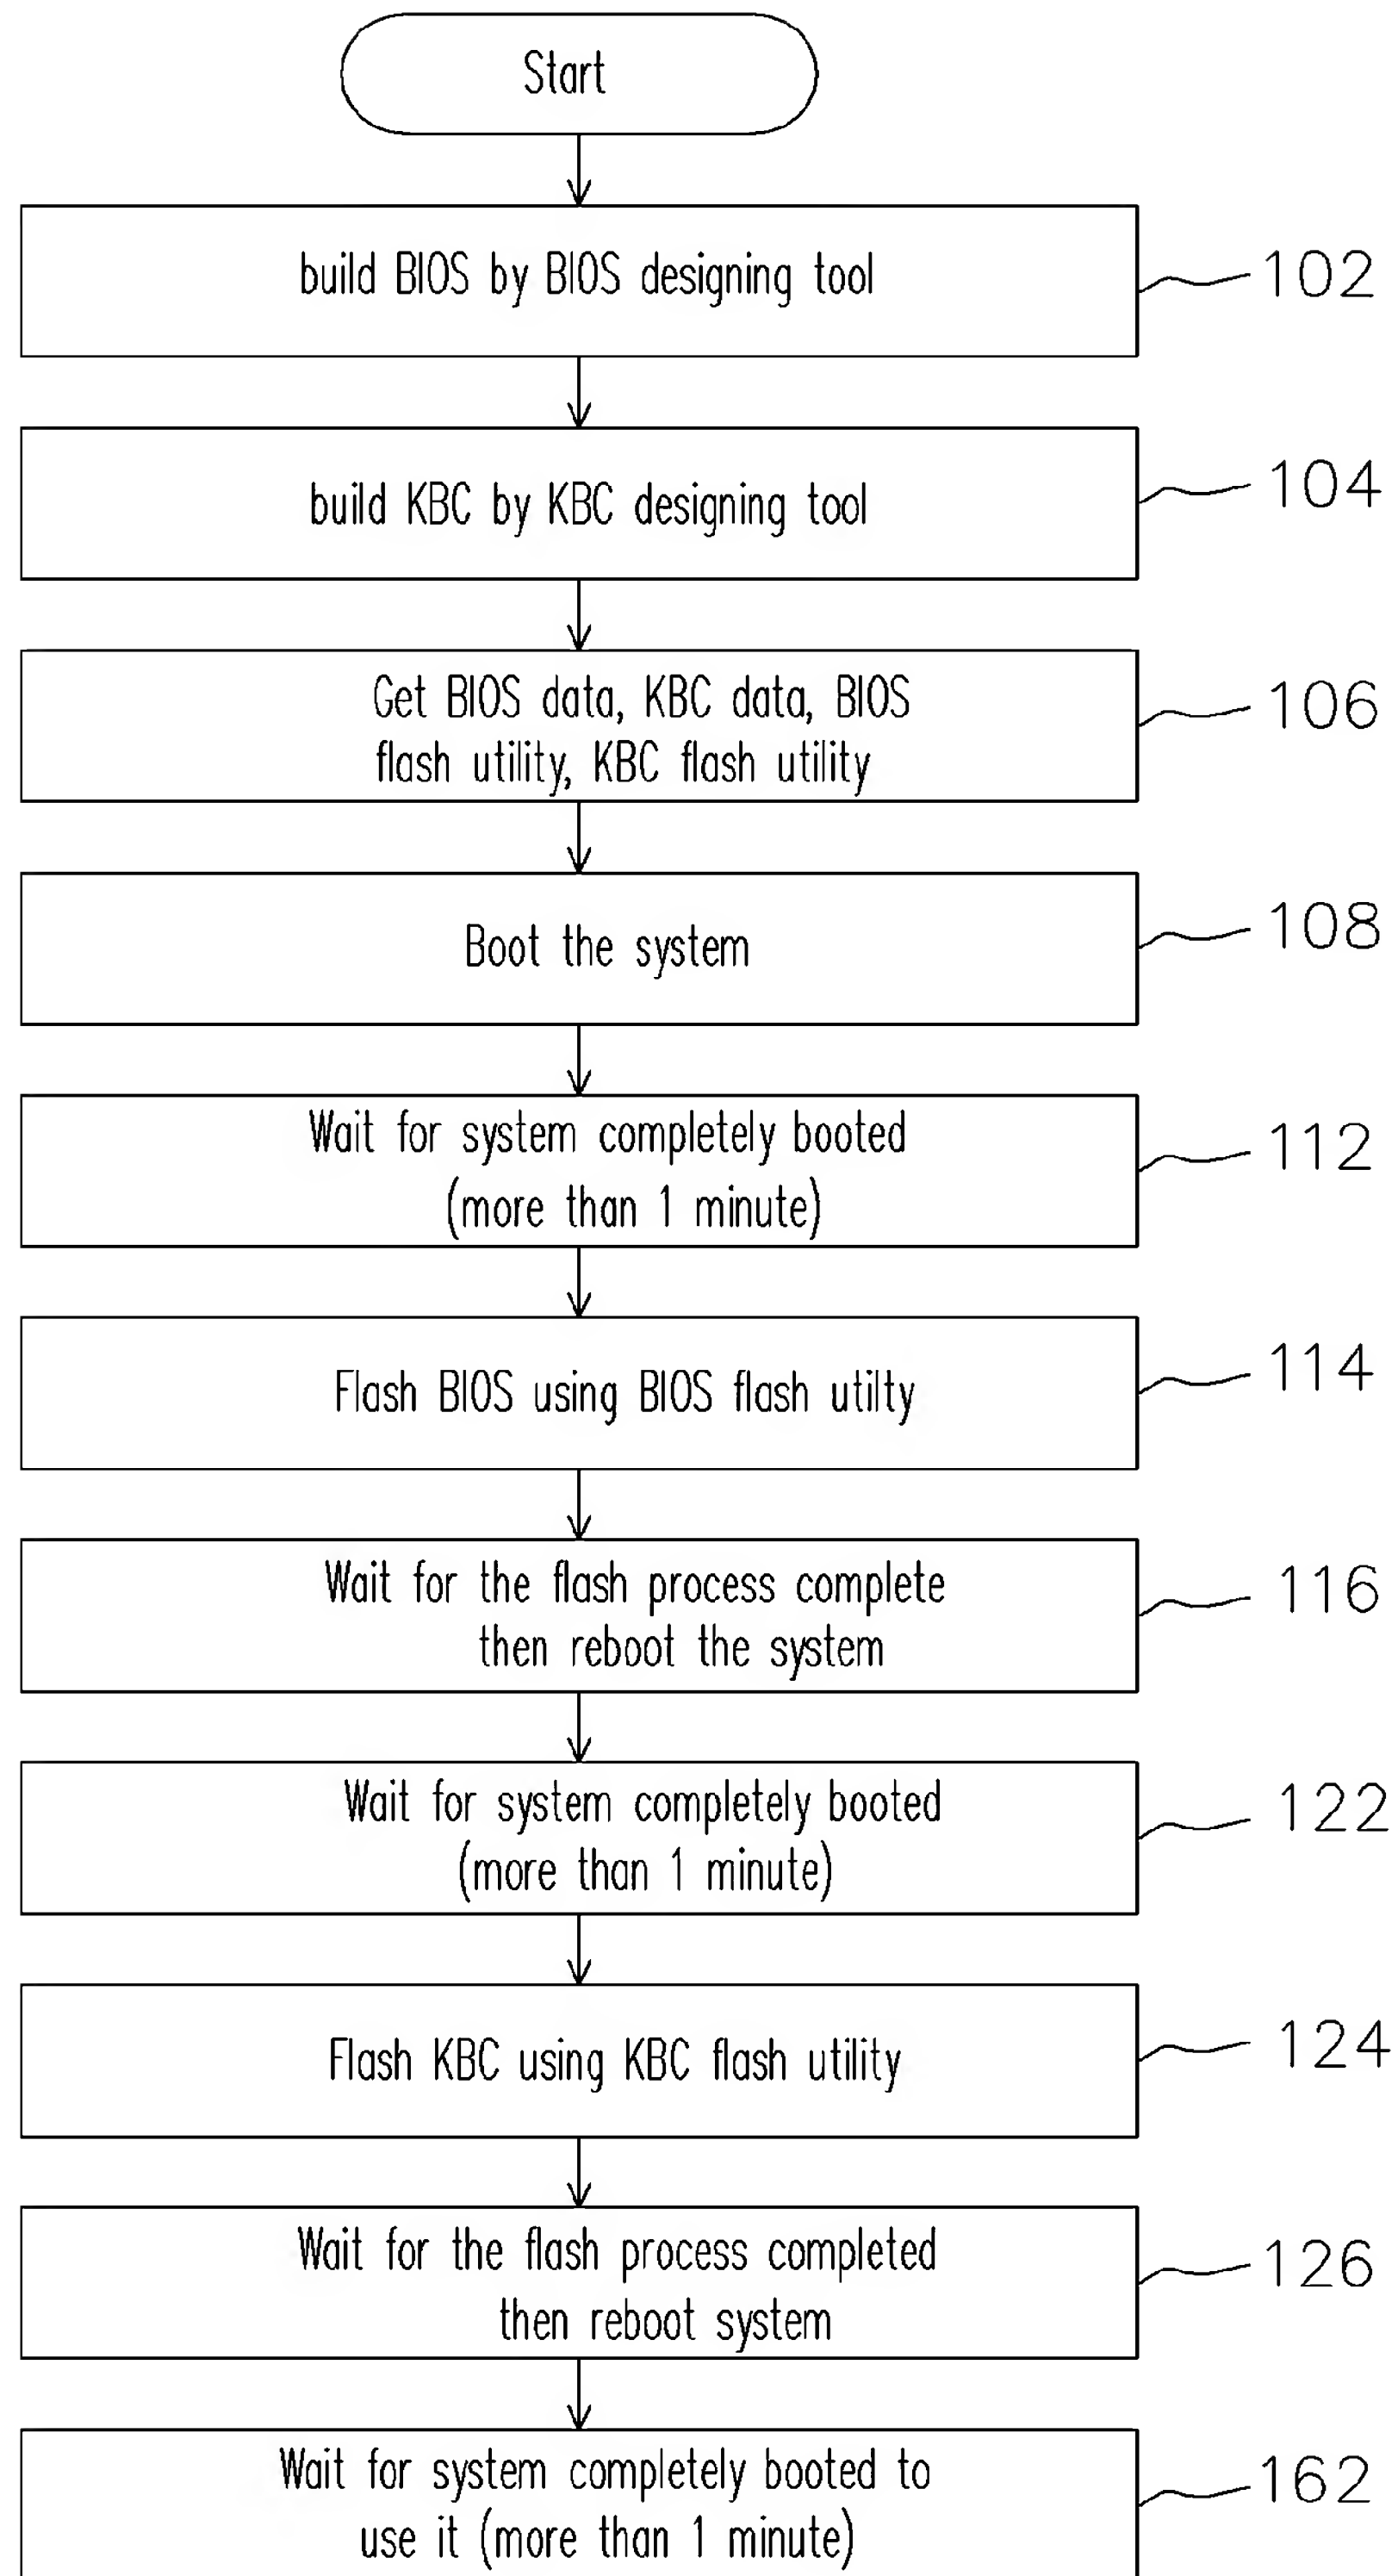 Start
build BIOS by BIOS designing tool
102
build KBC by KBC designing tool
104
Get BIOS data, KBC data, BIOS
flash utility, KBC flash utility
106
Boot the system
108
Wait for system completely booted
(more than 1 minute)
112
Flash BIOS using BIOS flash utilty
114
Wait for the flash process complete
then reboot the system
116
Wait for system completely booted
(more than 1 minute)
122
Flash KBC using KBC flash utility
124
Wait for the flash process completed
then reboot system
126
Wait for system completely booted to
use it (more than 1 minute)
162